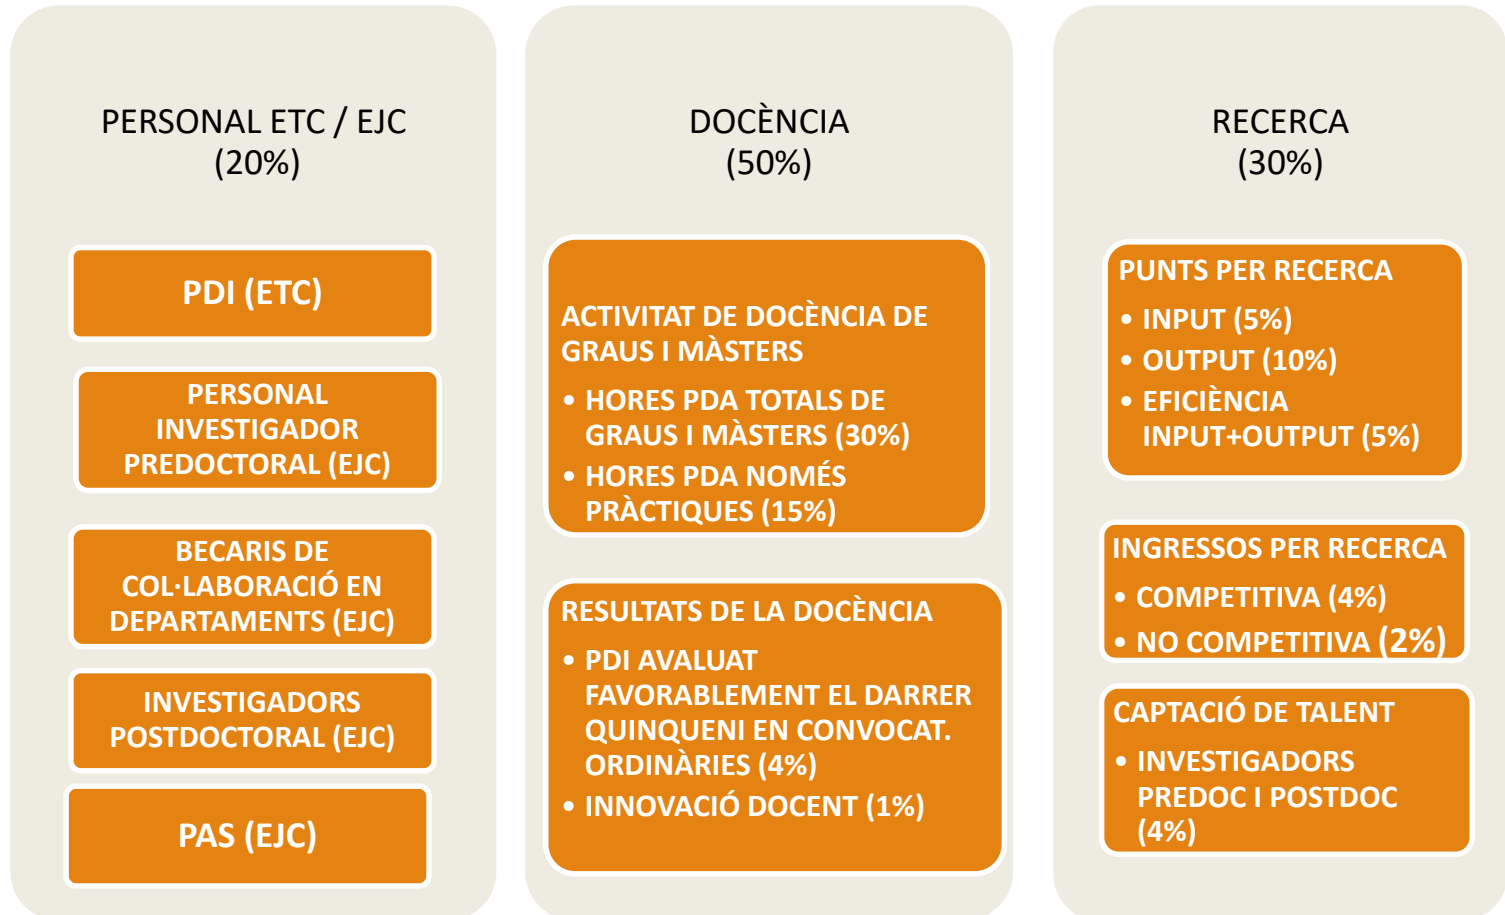 PERSONAL ETC / EJC
(20%)
PDI (ETC)
PERSONAL
INVESTIGADOR
PREDOCTORAL (EJC)
BECARIS DE
COL·LABORACIÓ EN
DEPARTAMENTS (EJC)
INVESTIGADORS
POSTDOCTORAL (EJC)
PAS (EJC)
DOCÈNCIA
(50%)
ACTIVITAT DE DOCÈNCIA DE
GRAUS I MÀSTERS
• HORES PDA TOTALS DE
GRAUS I MÀSTERS (30%)
• HORES PDA NOMÉS
PRÀCTIQUES (15%)
RESULTATS DE LA DOCÈNCIA
• PDI AVALUAT
FAVORABLEMENT EL DARRER
QUINQUENI EN CONVOCAT.
ORDINÀRIES (4%)
• INNOVACIÓ DOCENT (1%)
RECERCA
(30%)
PUNTS PER RECERCA
• INPUT (5%)
• OUTPUT (10%)
• EFICIÈNCIA
INPUT+OUTPUT (5%)
INGRESSOS PER RECERCA
• COMPETITIVA (4%)
• NO COMPETITIVA (2%)
CAPTACIÓ DE TALENT
• INVESTIGADORS
PREDOC I POSTDOC
(4%)